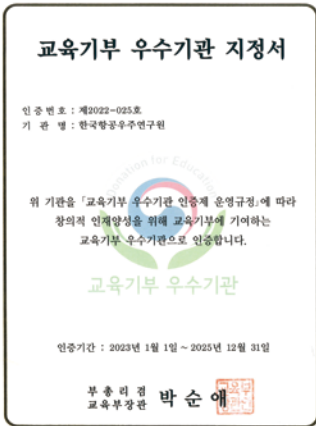 교육기부 우수기관 지정서
인증번호 : 제2022-025호
기 관 명 : 한국항공우주연구원
Donation for Education
위 기관을 「교육기부 우수기관 인증제 운영규정」에 따라
창의적 인재양성을 위해 교육기부에 기여하는
교육기부 우수기관으로 인증합니다.
교육기부 우수기관
인증기간 : 2023년 1월 1일 ~ 2025년 12월 31일
부총리겸
교육부장관 박순애